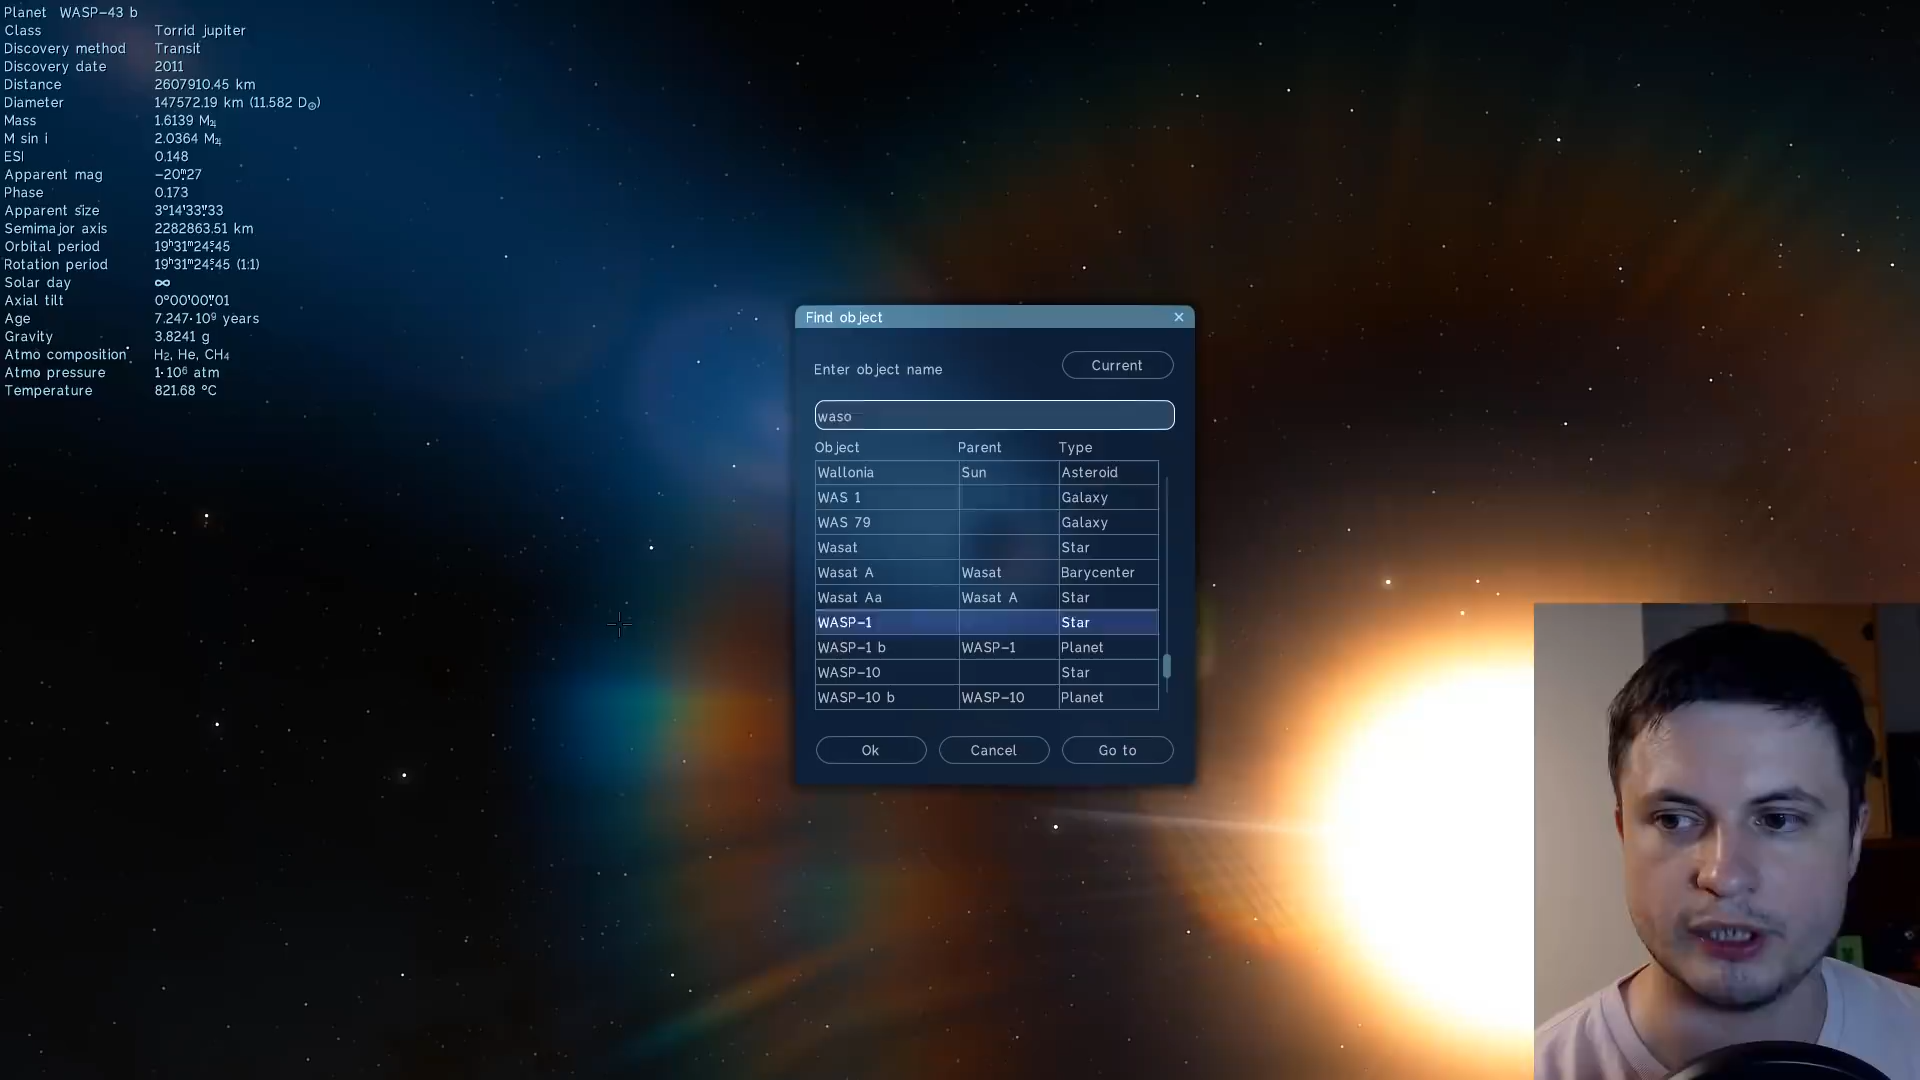 Planet WASP-43 b
Class Torrid jupiter
Discovery method Transit
Discovery date 2011
Distance 2607910.45 km
Diameter 147572.19 km (11.582 D⊕)
Mass 1.6139 M♃
M sin i 2.0364 M♃
ESI 0.148
Apparent mag −20ᵐ.27
Phase 0.173
Apparent size 3°14'33".33
Semimajor axis 2282863.51 km
Orbital period 19ʰ31ᵐ24ˢ.45
Rotation period 19ʰ31ᵐ24ˢ.45 (1:1)
Solar day ∞
Axial tilt 0°00'00".01
Age 7.247·10⁹ years
Gravity 3.8241 g
Atmo composition H₂, He, CH₄
Atmo pressure 1·10⁶ atm
Temperature 821.68 °C
Find object ×
Enter object name Current
waso
Object Parent Type
Wallonia Sun Asteroid
WAS 1 Galaxy
WAS 79 Galaxy
Wasat Star
Wasat A Wasat Barycenter
Wasat Aa Wasat A Star
WASP-1 Star
WASP-1 b WASP-1 Planet
WASP-10 Star
WASP-10 b WASP-10 Planet
Ok Cancel Go to